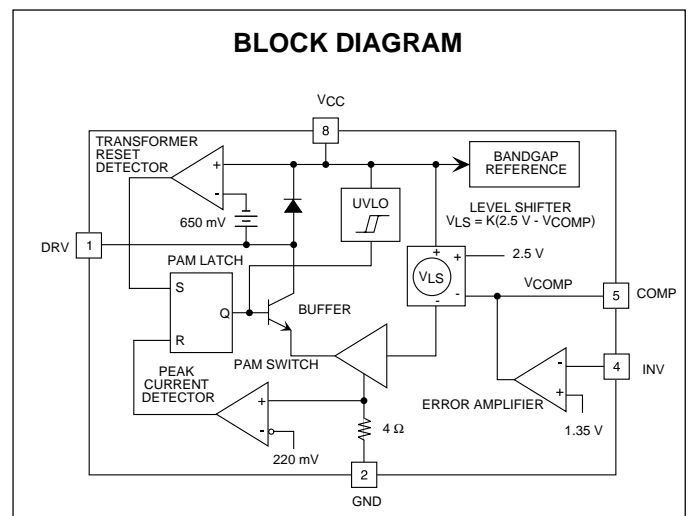 BLOCK DIAGRAM
VCC
8
TRANSFORMER
RESET
DETECTOR
+
-
650 mV
BANDGAP
REFERENCE
UVLO
LEVEL SHIFTER
VLS = K(2.5 V - VCOMP)
DRV
1
PAM LATCH
S
Q
R
BUFFER
PAM SWITCH
+
+
2.5 V
VLS
-
-
VCOMP
5
COMP
4
INV
-
+
ERROR AMPLIFIER
1.35 V
PEAK
CURRENT
DETECTOR
+
-
220 mV
4 Ω
2
GND